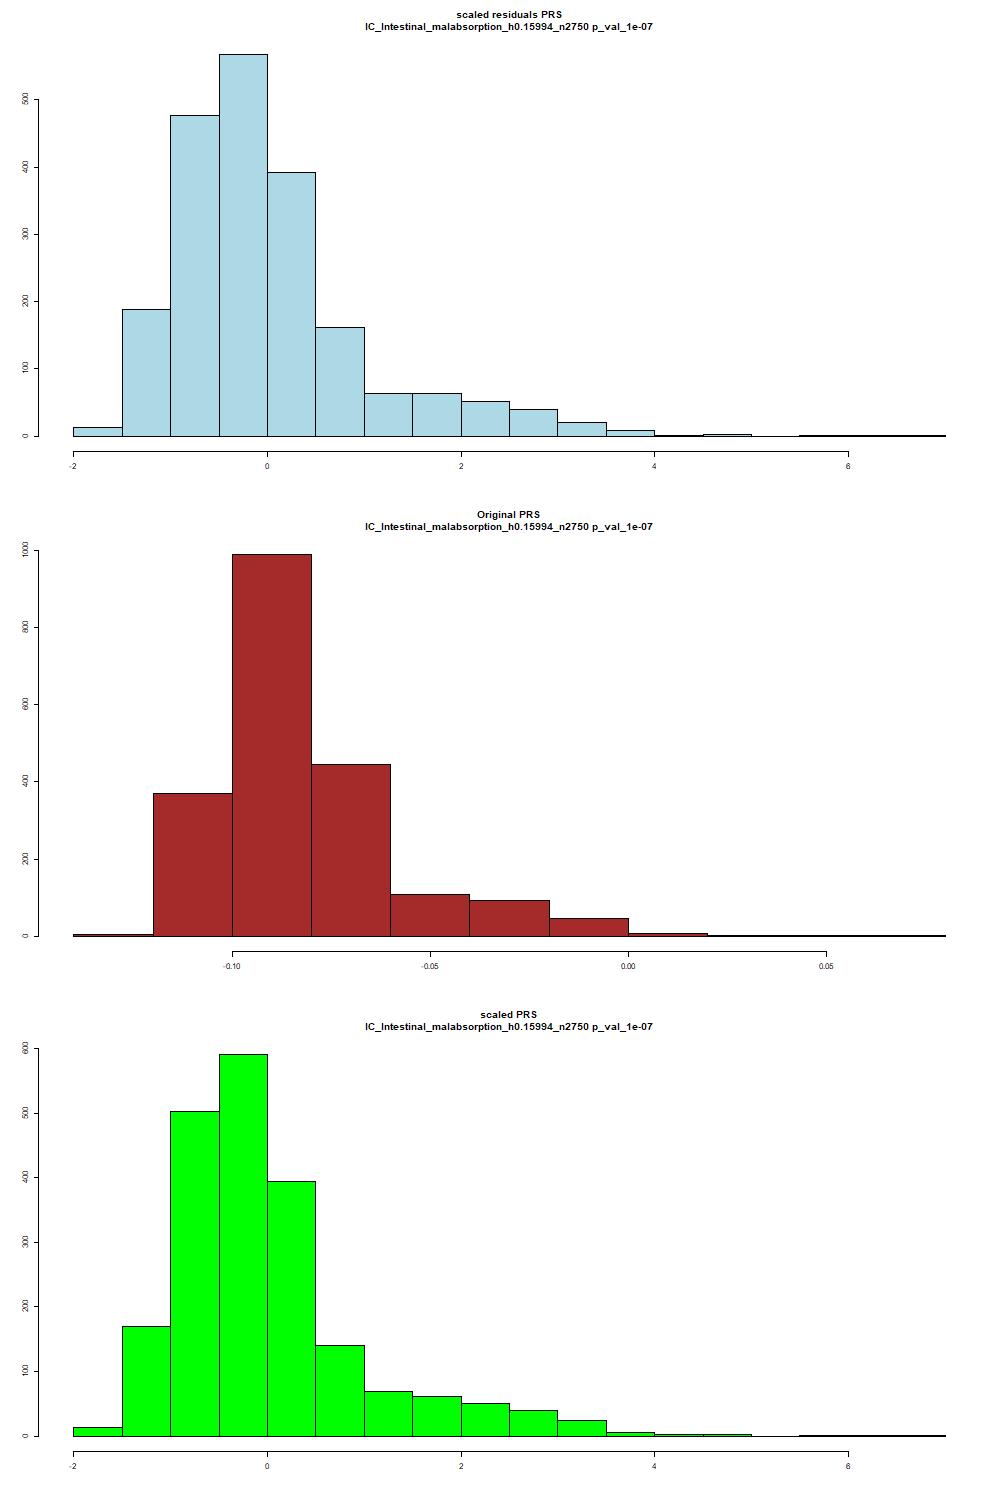 scaled residuals PRS
IC_Intestinal_malabsorption_h0.15994_n2750 p_val_1e-07
500
400
300
200
100
0
-2 0 2 4 6
Original PRS
IC_Intestinal_malabsorption_h0.15994_n2750 p_val_1e-07
1000
800
600
400
200
0
-0.10 -0.05 0.00 0.05
scaled PRS
IC_Intestinal_malabsorption_h0.15994_n2750 p_val_1e-07
600
500
400
300
200
100
0
-2 0 2 4 6